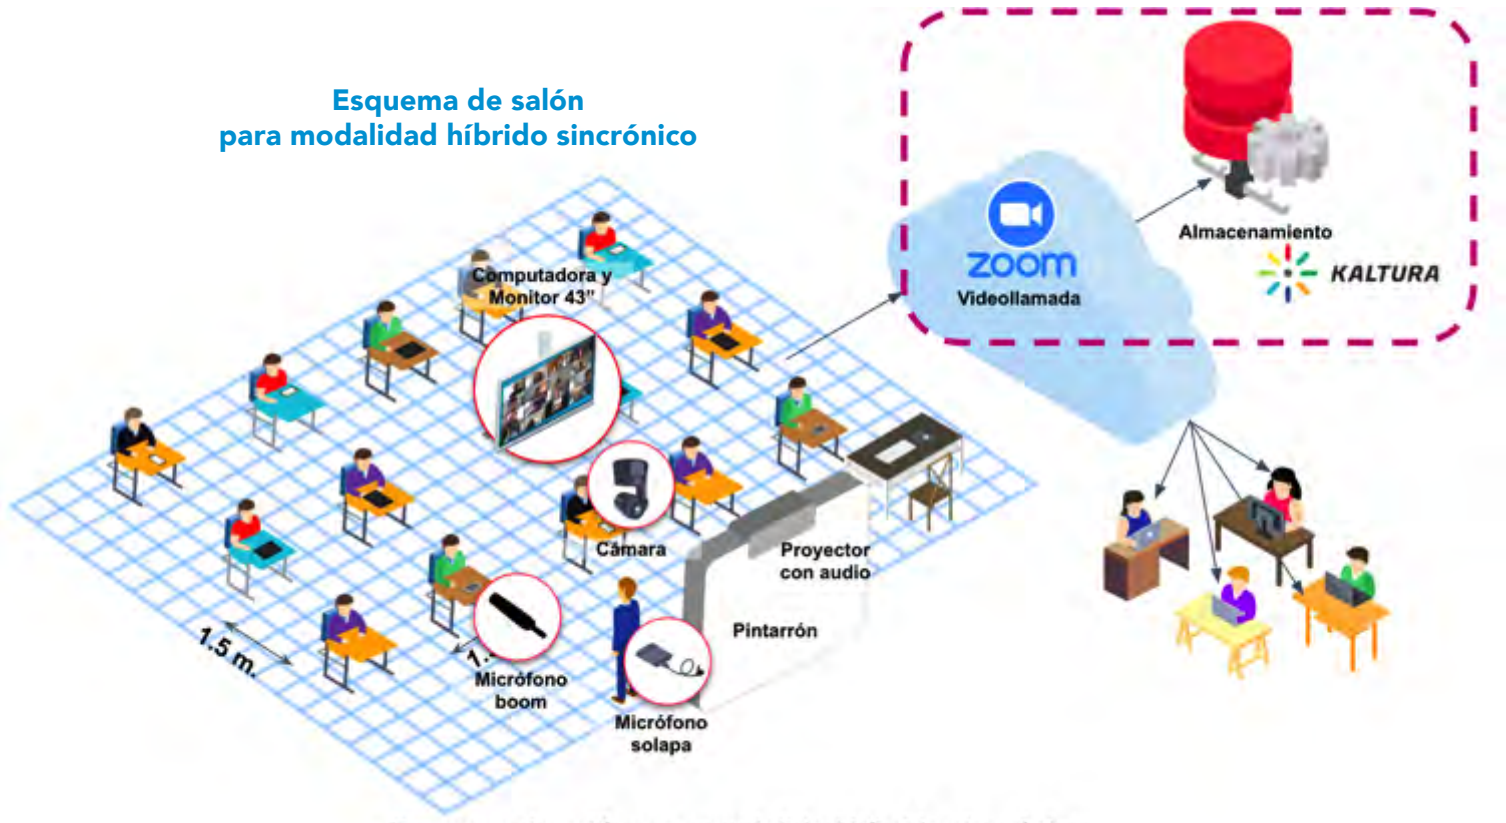 Esquema de salón
para modalidad híbrido sincrónico
Computadora y
Monitor 43"
zoom
Videollamada
Almacenamiento
KALTURA
Cámara
Proyector
con audio
Pintarrón
1.5 m.
Micrófono
boom
Micrófono
solapa